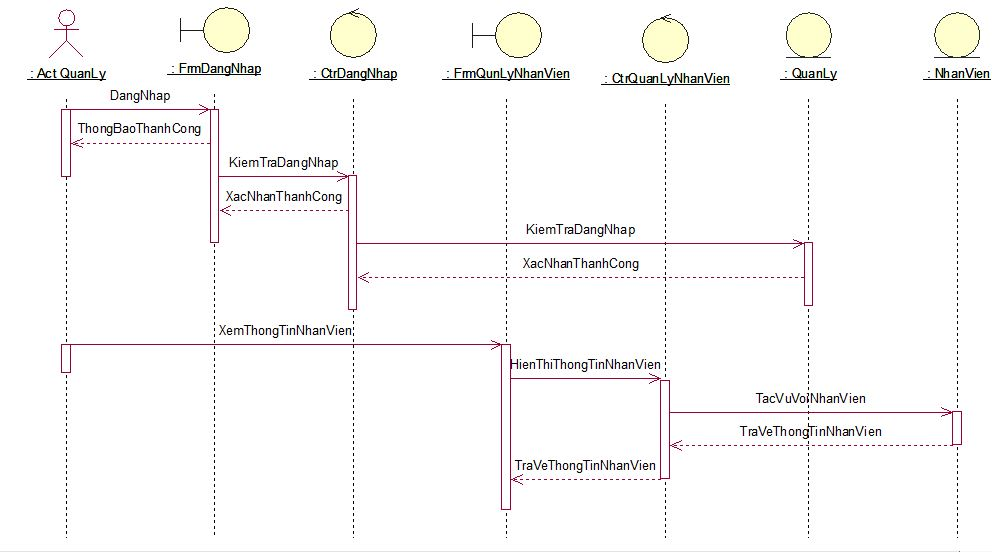 : Act QuanLy
: FrmDangNhap
: CtrDangNhap
: FrmQunLyNhanVien
: CtrQuanLyNhanVien
: QuanLy
: NhanVien
DangNhap
ThongBaoThanhCong
KiemTraDangNhap
XacNhanThanhCong
KiemTraDangNhap
XacNhanThanhCong
XemThongTinNhanVien
HienThiThongTinNhanVien
TacVuVoiNhanVien
TraVeThongTinNhanVien
TraVeThongTinNhanVien